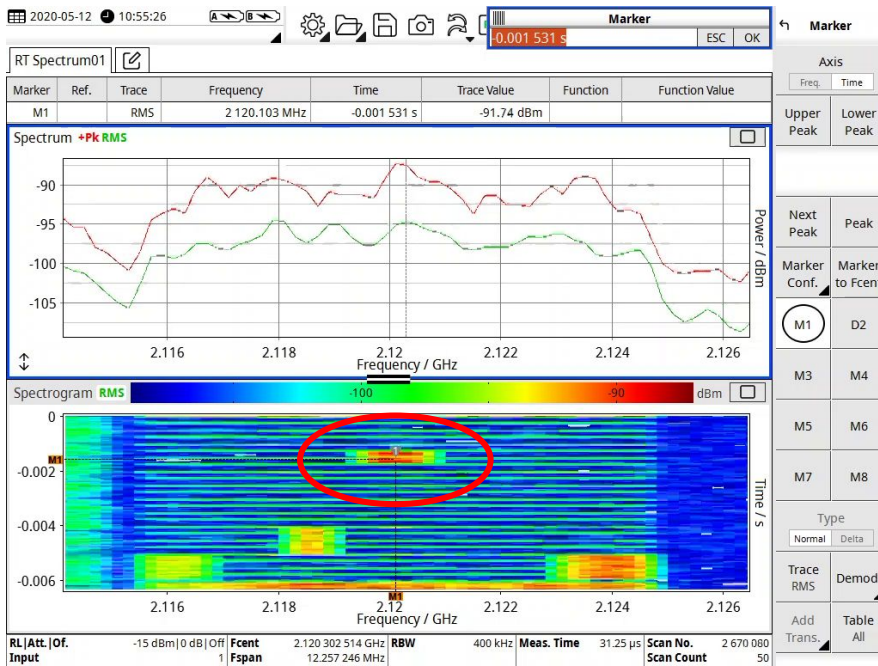 2020-05-12 10:55:26 A B
Marker
-0.001 531 s ESC OK
Marker
RT Spectrum01
Axis
Freq. Time
Marker Ref. Trace Frequency Time Trace Value Function Function Value
M1 RMS 2 120.103 MHz -0.001 531 s -91.74 dBm
Upper Peak Lower Peak
Spectrum +Pk RMS
-90
-95
-100
-105
Power / dBm
2.116 2.118 2.12 2.122 2.124 2.126
Frequency / GHz
Next Peak Peak
Marker Conf. Marker to Fcent
M1 D2
M3 M4
M5 M6
M7 M8
Spectrogram RMS -100 -90 dBm
0
-0.002
-0.004
-0.006
M1
1
Time / s
M1
2.116 2.118 2.12 2.122 2.124 2.126
Frequency / GHz
Type
Normal Delta
Trace RMS Demod
Add Trans. Table All
RL|Att.|Of. -15 dBm|0 dB|Off Fcent 2.120 302 514 GHz RBW 400 kHz Meas. Time 31.25 µs Scan No. 2 670 080
Input 1 Fspan 12.257 246 MHz Scan Count 50